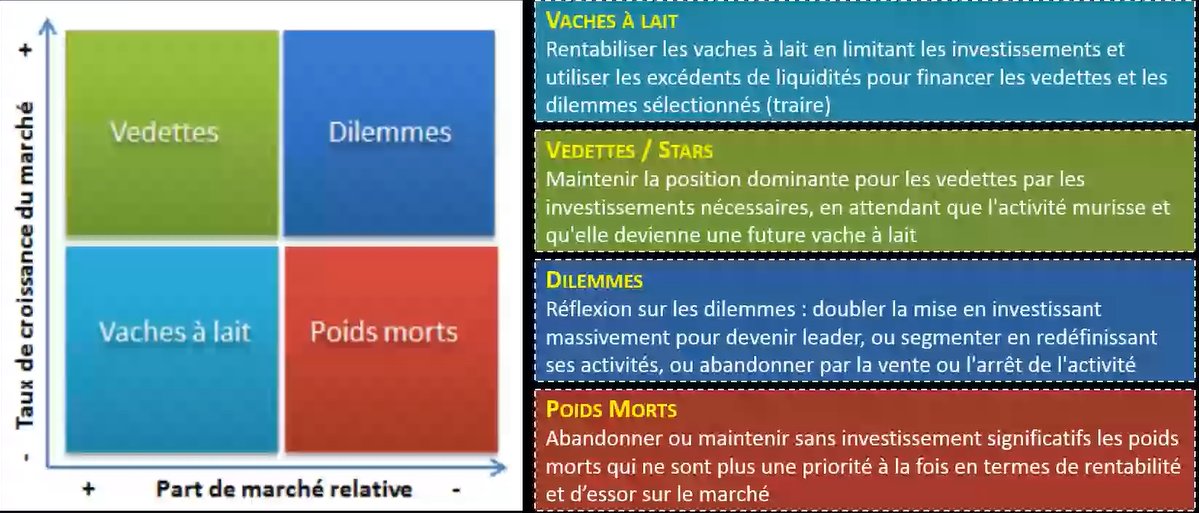 +
Taux de croissance du marché
-
Vedettes
Dilemmes
Vaches à lait
Poids morts
+
Part de marché relative
-
VACHES À LAIT
Rentabiliser les vaches à lait en limitant les investissements et
utiliser les excédents de liquidités pour financer les vedettes et les
dilemmes sélectionnés (traire)
VEDETTES / STARS
Maintenir la position dominante pour les vedettes par les
investissements nécessaires, en attendant que l'activité murisse et
qu'elle devienne une future vache à lait
DILEMMES
Réflexion sur les dilemmes : doubler la mise en investissant
massivement pour devenir leader, ou segmenter en redéfinissant
ses activités, ou abandonner par la vente ou l'arrêt de l'activité
POIDS MORTS
Abandonner ou maintenir sans investissement significatifs les poids
morts qui ne sont plus une priorité à la fois en termes de rentabilité
et d’essor sur le marché